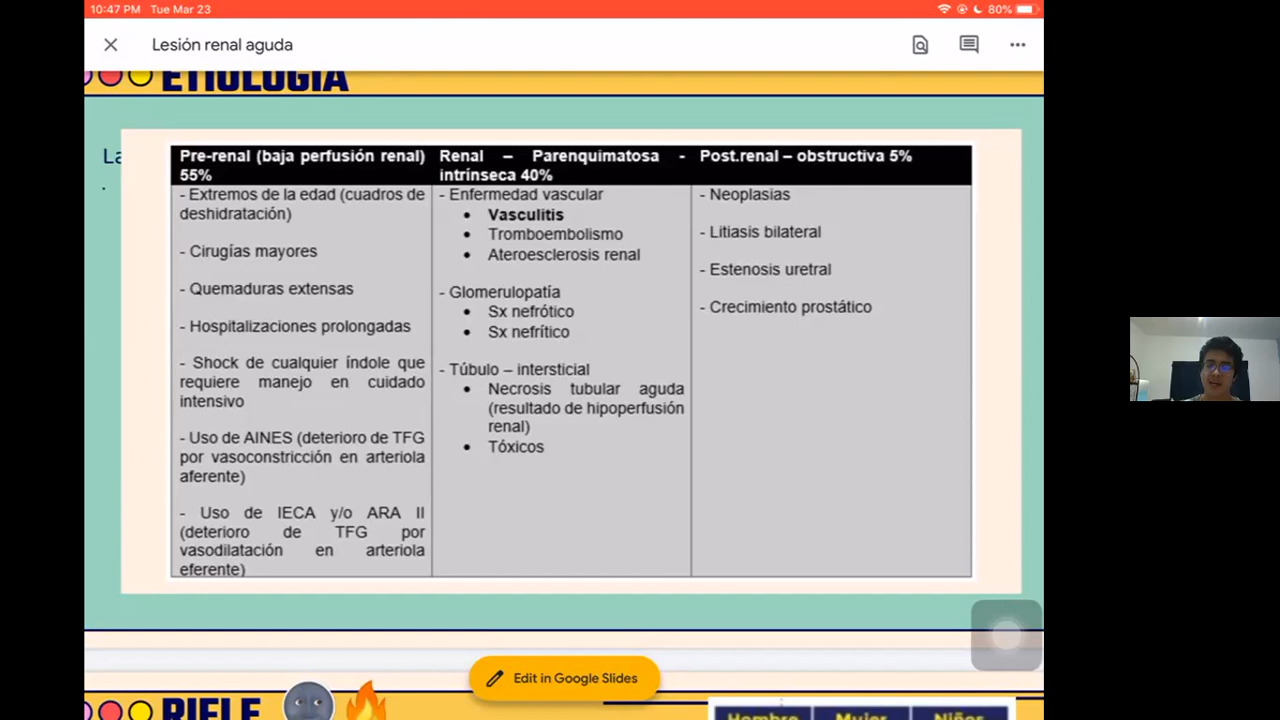 10:47 PM Tue Mar 23
80%
Lesión renal aguda
ETIOLOGÍA
La
Pre-renal (baja perfusión renal)
55%
- Extremos de la edad (cuadros de
deshidratación)
- Cirugías mayores
- Quemaduras extensas
- Hospitalizaciones prolongadas
- Shock de cualquier índole que
requiere manejo en cuidado
intensivo
- Uso de AINES (deterioro de TFG
por vasoconstricción en arteriola
aferente)
- Uso de IECA y/o ARA II
(deterioro de TFG por
vasodilatación en arteriola
eferente)
Renal – Parenquimatosa -
intrínseca 40%
- Enfermedad vascular
• Vasculitis
• Tromboembolismo
• Ateroesclerosis renal
- Glomerulopatía
• Sx nefrótico
• Sx nefrítico
- Túbulo – intersticial
• Necrosis tubular aguda
(resultado de hipoperfusión
renal)
• Tóxicos
Post.renal – obstructiva 5%
- Neoplasias
- Litiasis bilateral
- Estenosis uretral
- Crecimiento prostático
Edit in Google Slides
RIFLE
Hombre Mujer Niños